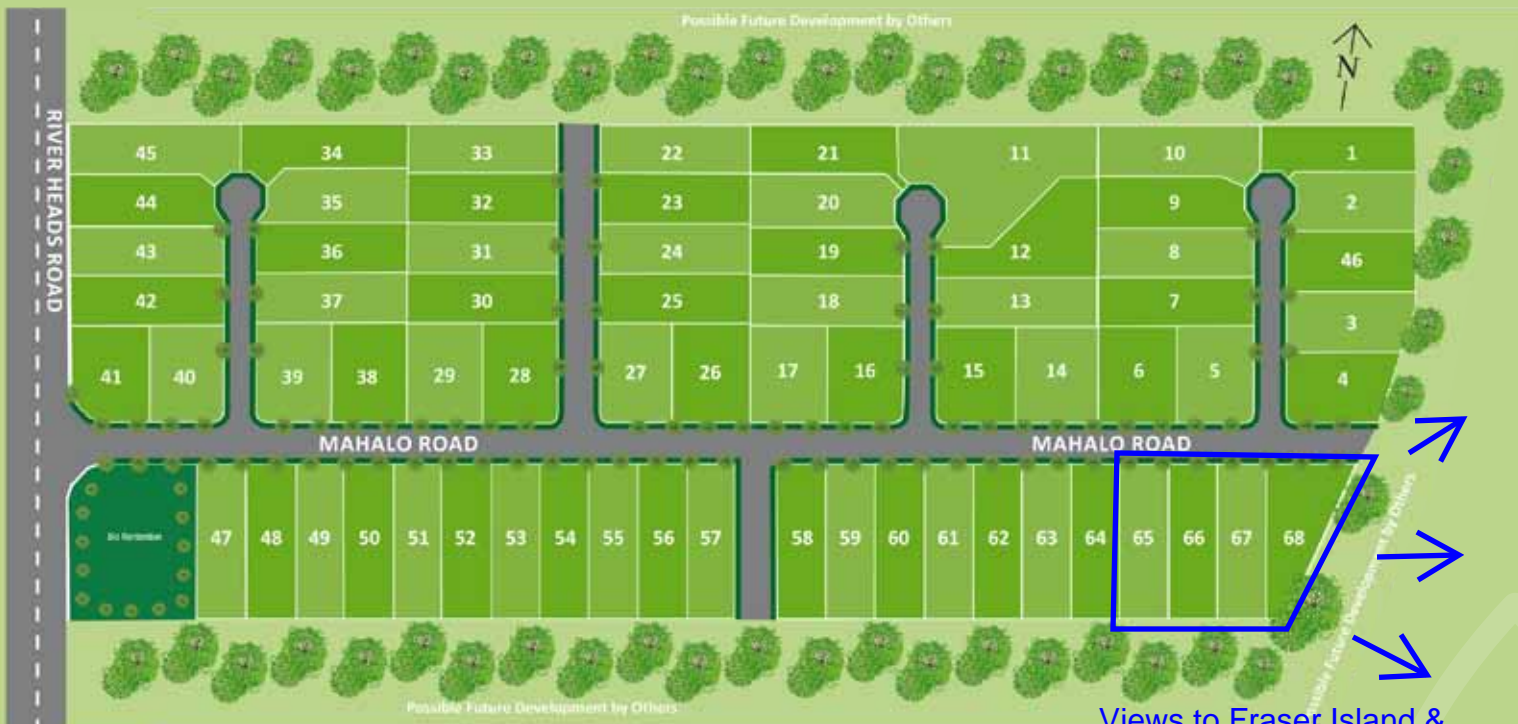 Possible Future Development by Others
N
RIVER HEADS ROAD
45 34 33 22 21 11 10 1
44 35 32 23 20 9 2
43 36 31 24 19 12 8 46
42 37 30 25 18 13 7 3
41 40 39 38 29 28 27 26 17 16 15 14 6 5 4
MAHALO ROAD MAHALO ROAD
47 48 49 50 51 52 53 54 55 56 57 58 59 60 61 62 63 64 65 66 67 68
Possible Future Development by Others
Possible Future Development by Others
Views to Fraser Island &